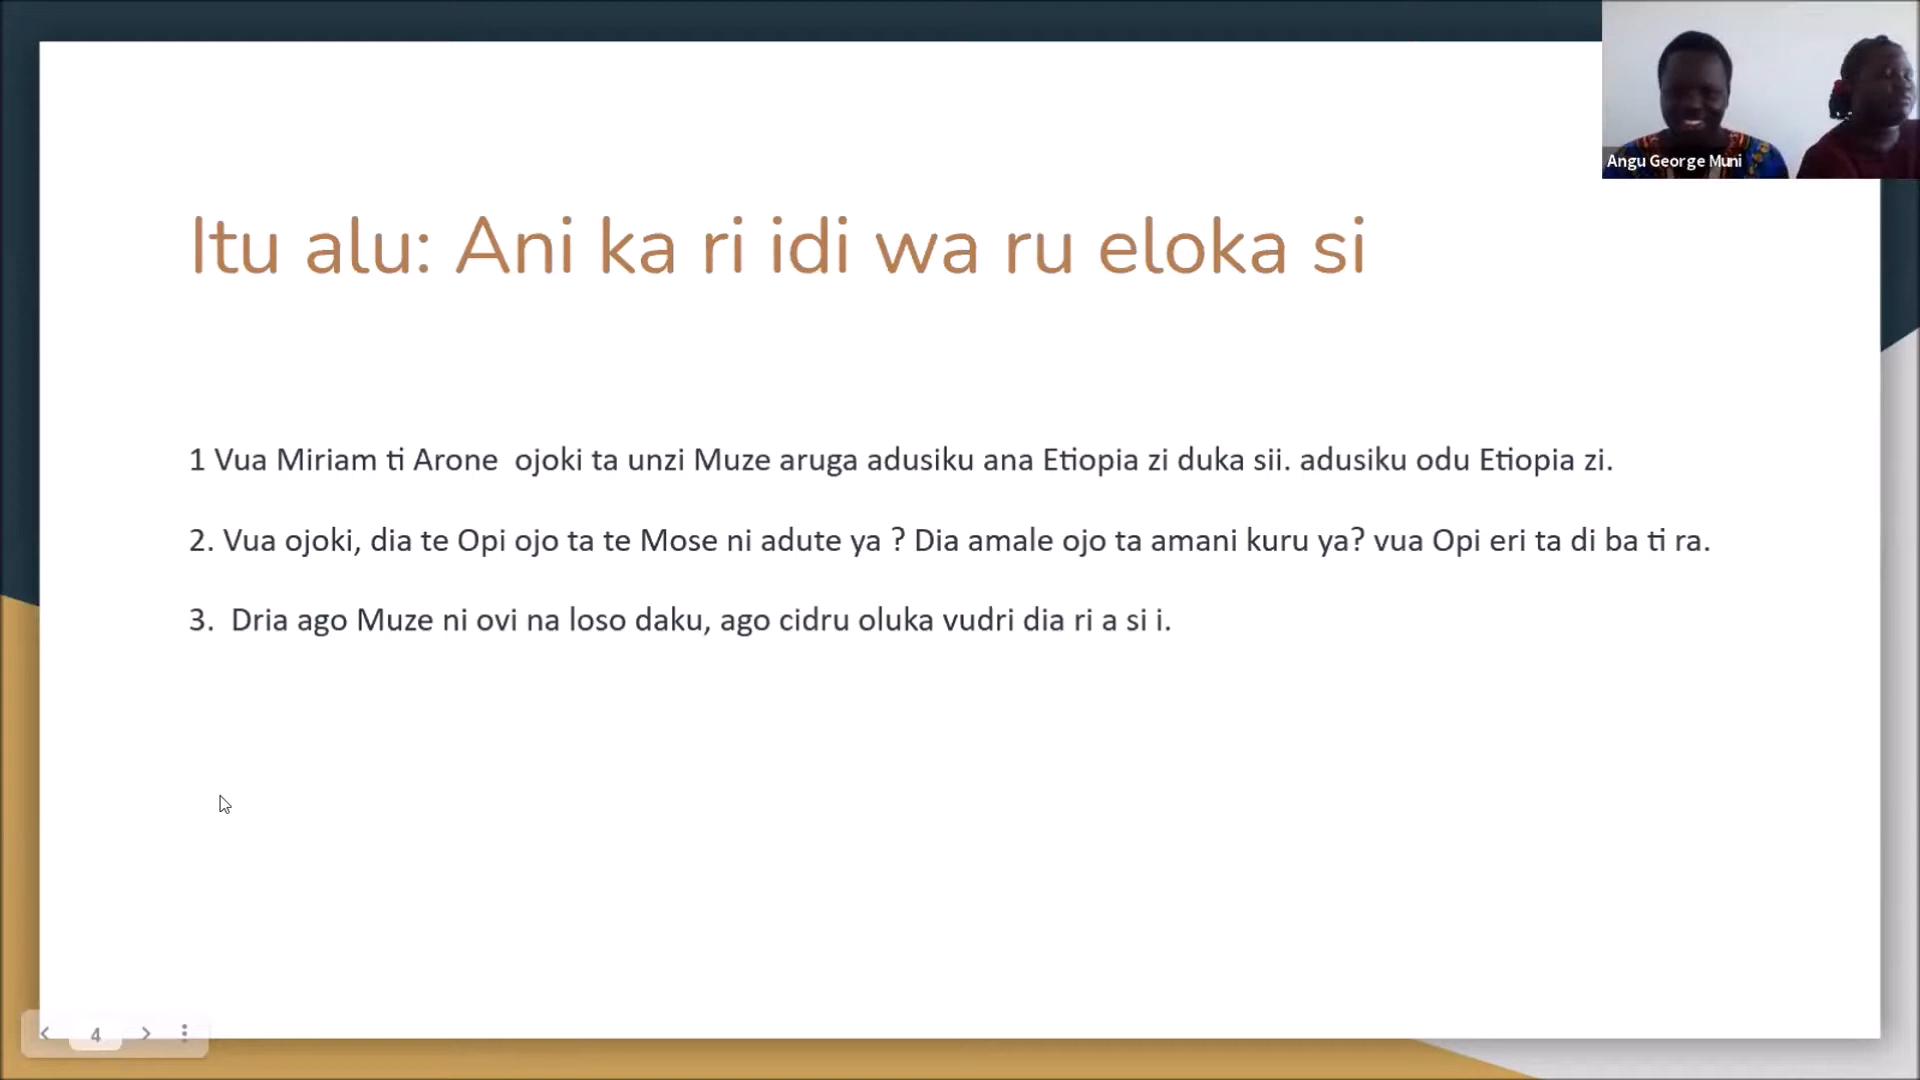 Angu George Muni
Itu alu: Ani ka ri idi wa ru eloka si
1 Vua Miriam ti Arone ojoki ta unzi Muze aruga adusiku ana Etiopia zi duka sii. adusiku odu Etiopia zi.
2. Vua ojoki, dia te Opi ojo ta te Mose ni adute ya ? Dia amale ojo ta amani kuru ya? vua Opi eri ta di ba ti ra.
3. Dria ago Muze ni ovi na loso daku, ago cidru oluka vudri dia ri a si i.
4